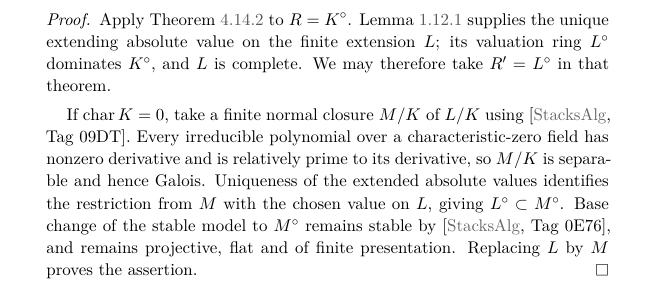 Proof. Apply Theorem 4.14.2 to R = K°. Lemma 1.12.1 supplies the unique
extending absolute value on the finite extension L; its valuation ring L°
dominates K°, and L is complete. We may therefore take R′ = L° in that
theorem.
If char K = 0, take a finite normal closure M/K of L/K using [StacksAlg,
Tag 09DT]. Every irreducible polynomial over a characteristic-zero field has
nonzero derivative and is relatively prime to its derivative, so M/K is separa-
ble and hence Galois. Uniqueness of the extended absolute values identifies
the restriction from M with the chosen value on L, giving L° ⊂ M°. Base
change of the stable model to M° remains stable by [StacksAlg, Tag 0E76],
and remains projective, flat and of finite presentation. Replacing L by M
proves the assertion. □